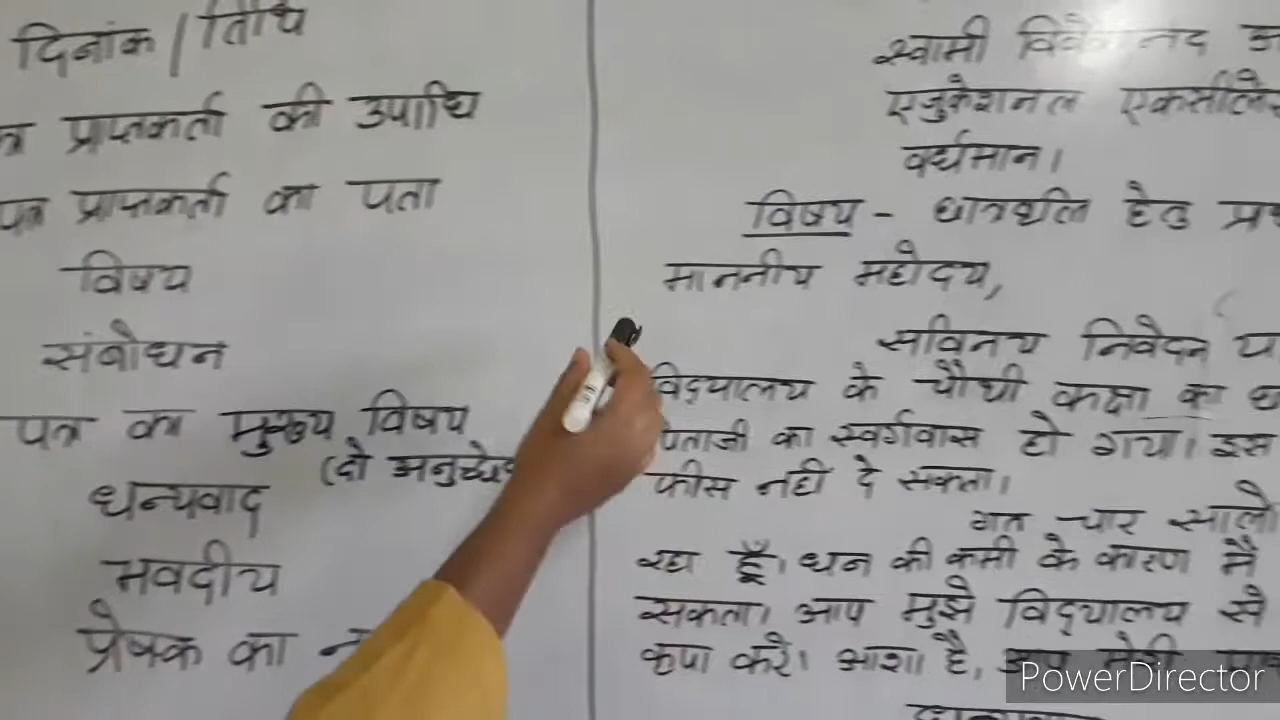 दिनांक / तिथि
प्राप्तकर्ता की उपाधि
पत्र प्राप्तकर्ता का पता
विषय
संबोधन
पत्र का मुख्य विषय
(दो अनुच्छेद
धन्यवाद
भवदीय
प्रेषक का
स्वामी
एजुकेशनल
वर्धमान।
विषय - छात्रवृति हेतु
माननीय महोदय,
सविनय निवेदन
विद्यालय के चौथी कक्षा का
पिताजी का स्वर्गवास हो गया। इस
फीस नही दे सकता।
गत चार सालो
रहा हूँ। धन की कमी के कारण मै
सकता। आप मुझे विद्यालय से
कृपा करे। आशा है, आप मेरी
PowerDirector